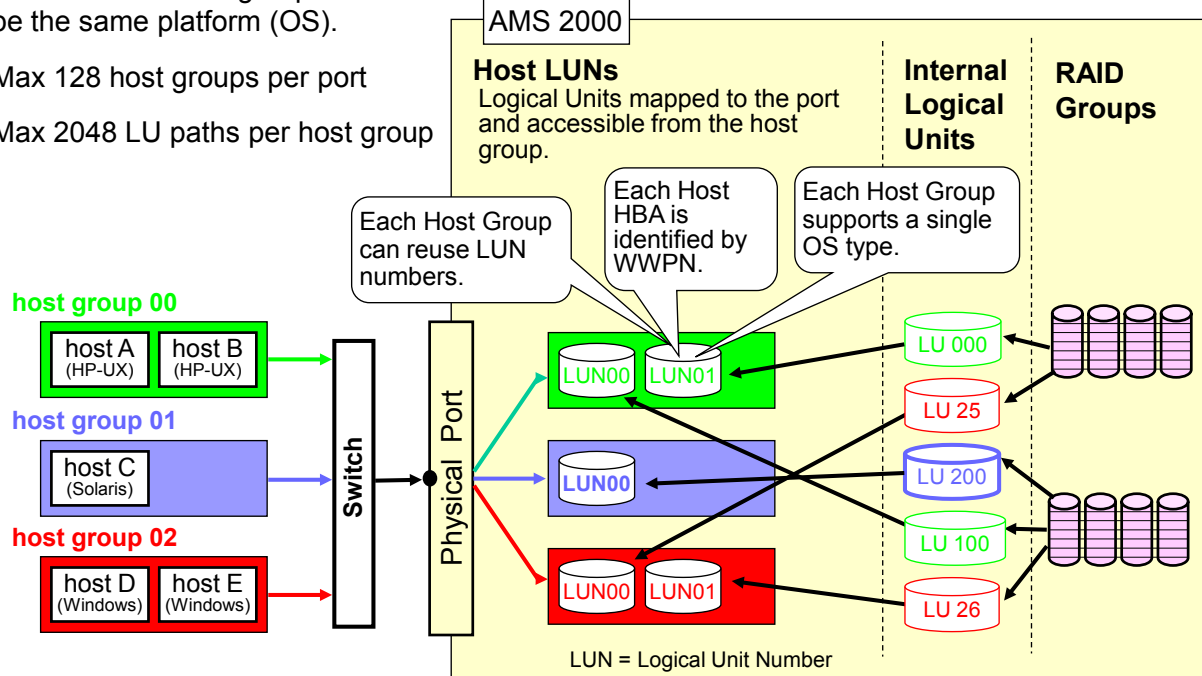 be the same platform (OS).
Max 128 host groups per port
Max 2048 LU paths per host group
AMS 2000
Host LUNs
Logical Units mapped to the port
and accessible from the host
group.
Internal
Logical
Units
RAID
Groups
Each Host Group
can reuse LUN
numbers.
Each Host
HBA is
identified by
WWPN.
Each Host Group
supports a single
OS type.
host group 00
host A
(HP-UX)
host B
(HP-UX)
host group 01
host C
(Solaris)
host group 02
host D
(Windows)
host E
(Windows)
Switch
Physical Port
LUN00
LUN01
LUN00
LUN00
LUN01
LU 000
LU 25
LU 200
LU 100
LU 26
LUN = Logical Unit Number